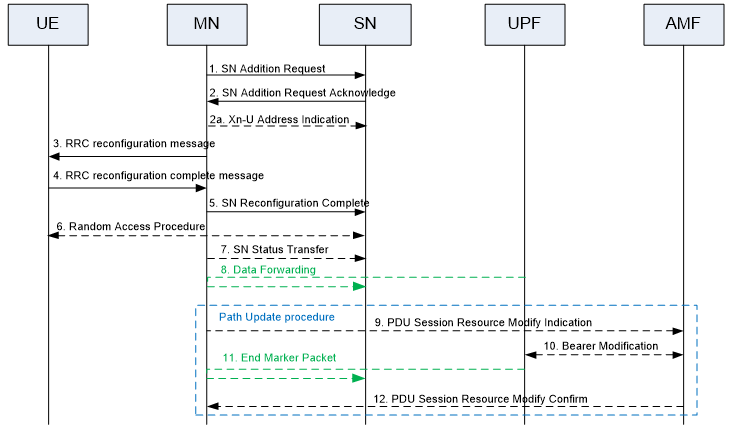 UE
MN
SN
UPF
AMF
1. SN Addition Request
2. SN Addition Request Acknowledge
2a. Xn-U Address Indication
3. RRC reconfiguration message
4. RRC reconfiguration complete message
5. SN Reconfiguration Complete
6. Random Access Procedure
7. SN Status Transfer
8. Data Forwarding
Path Update procedure
9. PDU Session Resource Modify Indication
10. Bearer Modification
11. End Marker Packet
12. PDU Session Resource Modify Confirm